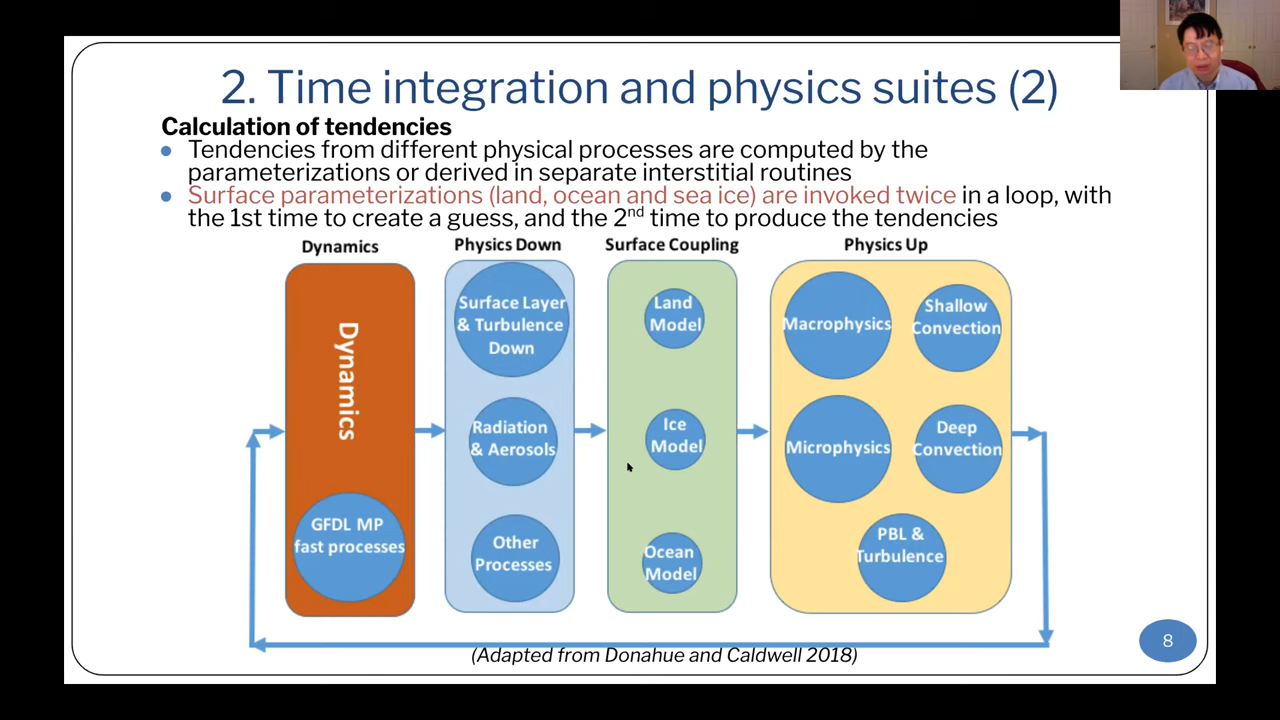 2. Time integration and physics suites (2)
Calculation of tendencies
● Tendencies from different physical processes are computed by the
parameterizations or derived in separate interstitial routines
● Surface parameterizations (land, ocean and sea ice) are invoked twice in a loop, with
the 1st time to create a guess, and the 2nd time to produce the tendencies
Dynamics
Physics Down
Surface Coupling
Physics Up
Dynamics
GFDL MP
fast processes
Surface Layer
& Turbulence
Down
Radiation
& Aerosols
Other
Processes
Land
Model
Ice
Model
Ocean
Model
Macrophysics
Shallow
Convection
Microphysics
Deep
Convection
PBL &
Turbulence
(Adapted from Donahue and Caldwell 2018)
8